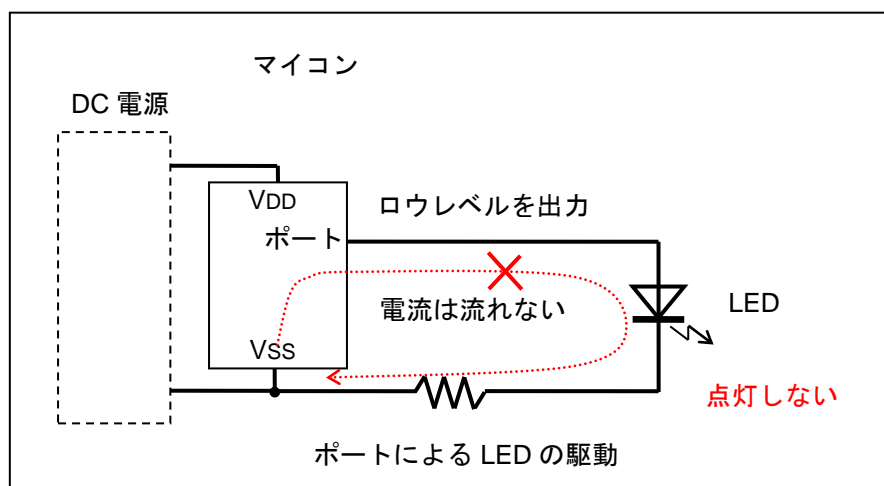 マイコン
DC 電源
VDD
ロウレベルを出力
ポート
電流は流れない
LED
VSS
点灯しない
ポートによる LED の駆動